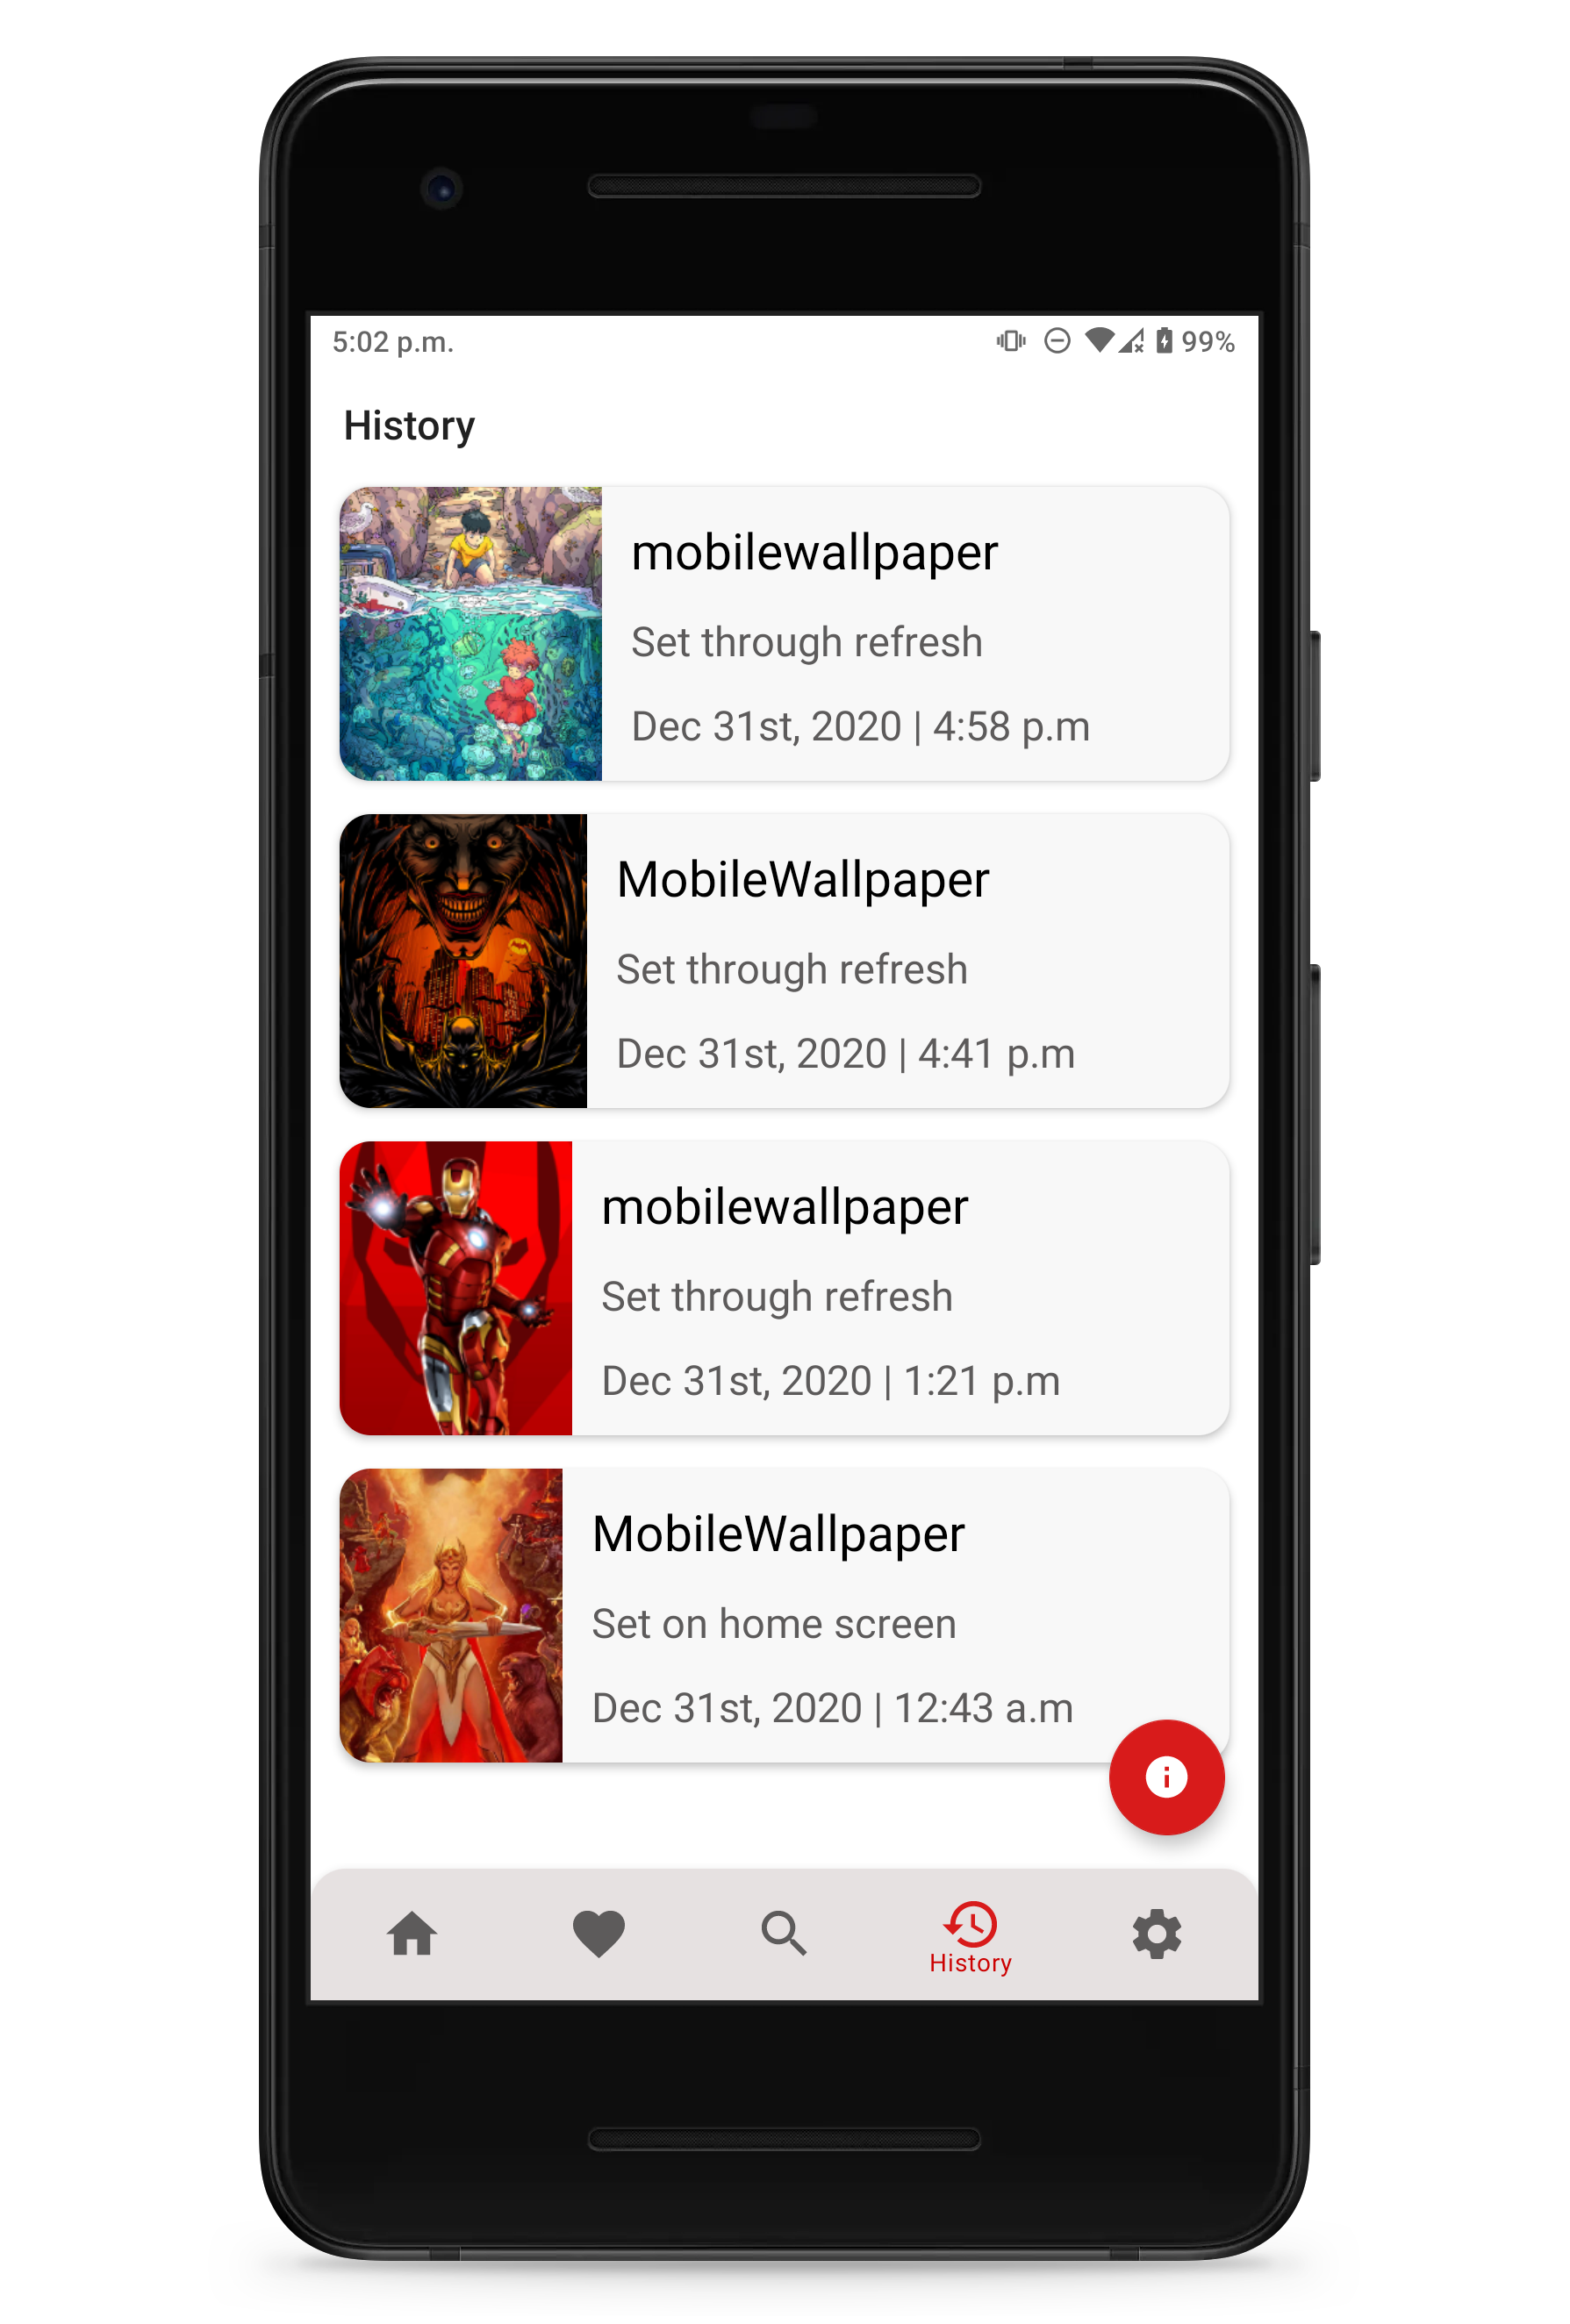 5:02 p.m. 99%
History
mobilewallpaper
Set through refresh
Dec 31st, 2020 | 4:58 p.m
MobileWallpaper
Set through refresh
Dec 31st, 2020 | 4:41 p.m
mobilewallpaper
Set through refresh
Dec 31st, 2020 | 1:21 p.m
MobileWallpaper
Set on home screen
Dec 31st, 2020 | 12:43 a.m
History